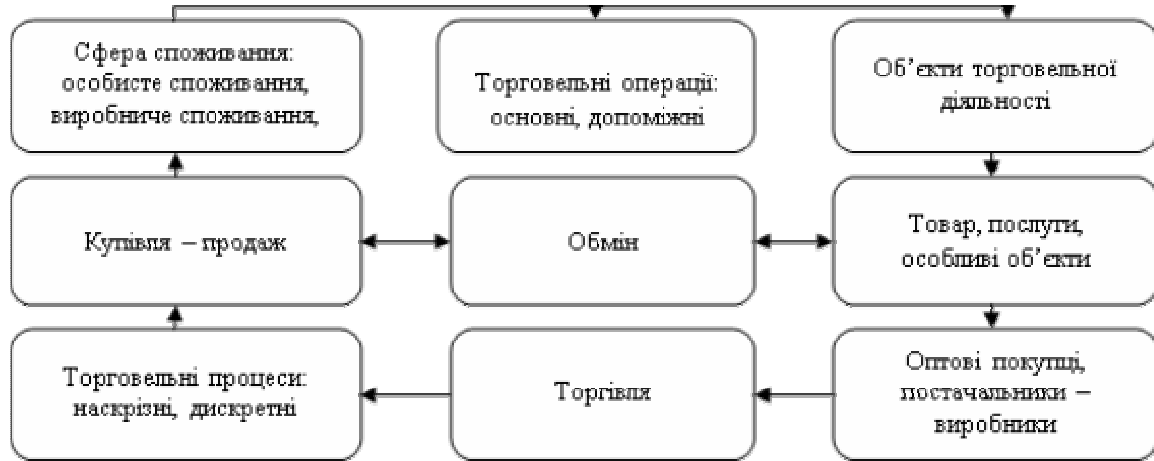 Сфера споживання:
особисте споживання,
виробниче споживання,
Торговельні операції:
основні, допоміжні
Об’єкти торговельної
діяльності
Купівля – продаж
Обмін
Товар, послуги,
особливі об’єкти
Торговельні процеси:
наскрізні, дискретні
Торгівля
Оптові покупці,
постачальники –
виробники